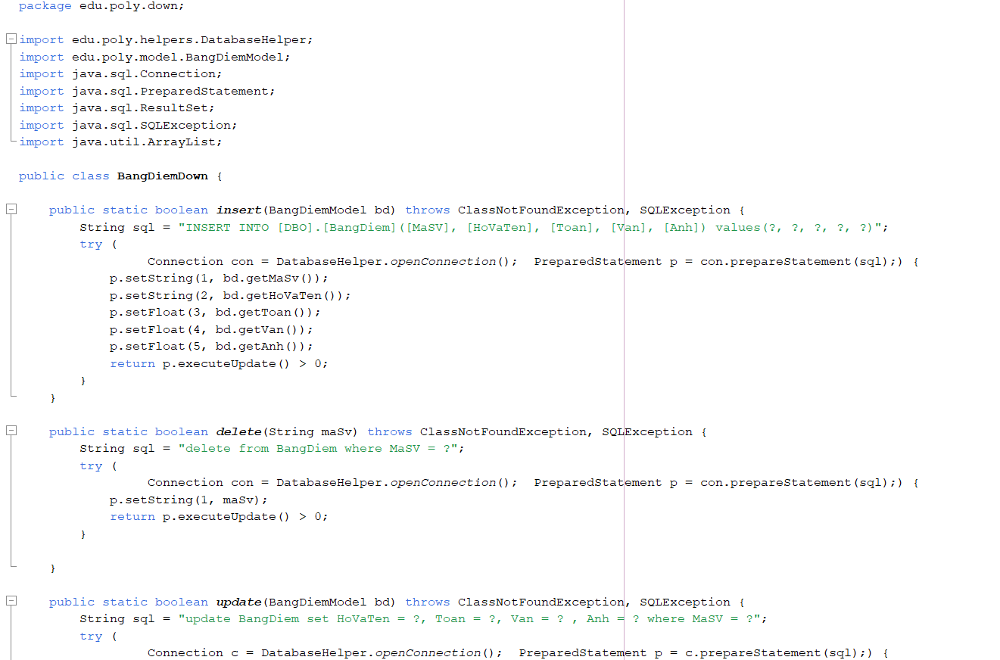 package edu.poly.down;
import edu.poly.helpers.DatabaseHelper;
import edu.poly.model.BangDiemModel;
import java.sql.Connection;
import java.sql.PreparedStatement;
import java.sql.ResultSet;
import java.sql.SQLException;
import java.util.ArrayList;
public class BangDiemDown {
public static boolean insert(BangDiemModel bd) throws ClassNotFoundException, SQLException {
String sql = "INSERT INTO [DBO].[BangDiem]([MaSV], [HoVaTen], [Toan], [Van], [Anh]) values(?, ?, ?, ?, ?)";
try (
Connection con = DatabaseHelper.openConnection();  PreparedStatement p = con.prepareStatement(sql);) {
p.setString(1, bd.getMaSv());
p.setString(2, bd.getHoVaTen());
p.setFloat(3, bd.getToan());
p.setFloat(4, bd.getVan());
p.setFloat(5, bd.getAnh());
return p.executeUpdate() > 0;
}
}
public static boolean delete(String maSv) throws ClassNotFoundException, SQLException {
String sql = "delete from BangDiem where MaSV = ?";
try (
Connection con = DatabaseHelper.openConnection();  PreparedStatement p = con.prepareStatement(sql);) {
p.setString(1, maSv);
return p.executeUpdate() > 0;
}
}
public static boolean update(BangDiemModel bd) throws ClassNotFoundException, SQLException {
String sql = "update BangDiem set HoVaTen = ?, Toan = ?, Van = ? , Anh = ? where MaSV = ?";
try (
Connection c = DatabaseHelper.openConnection();  PreparedStatement p = c.prepareStatement(sql);) {